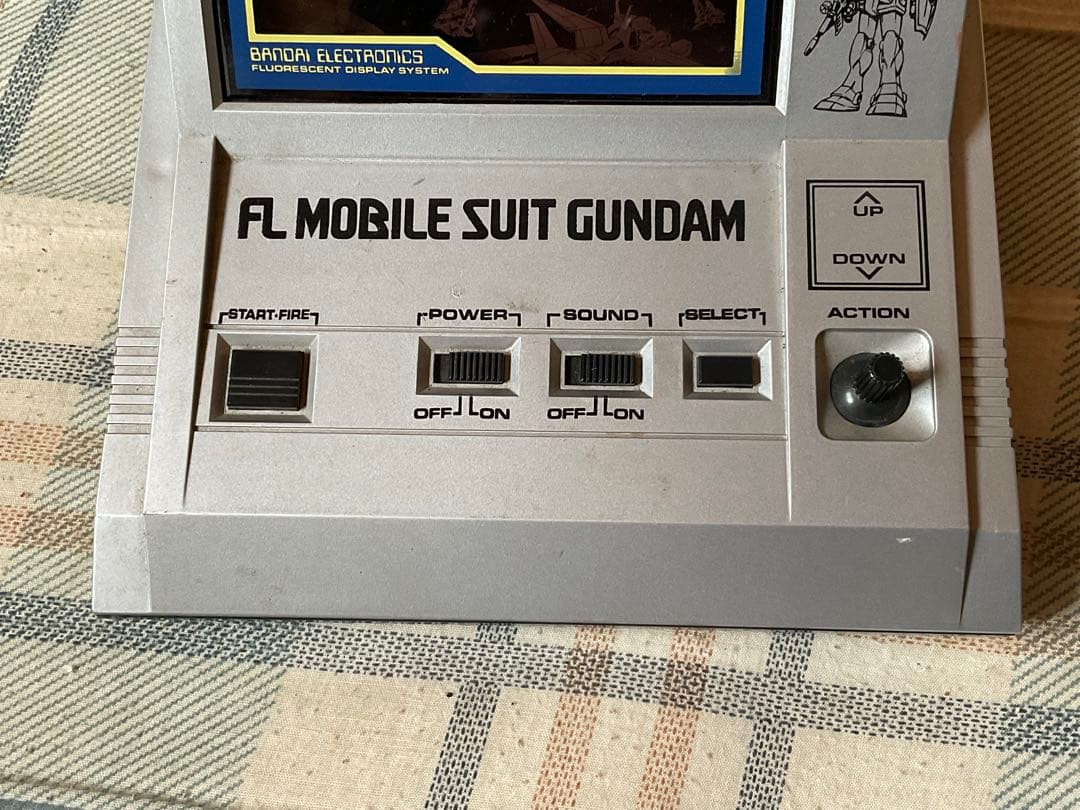 BANDAI ELECTRONICS
FLUORESCENT DISPLAY SYSTEM
FL MOBILE SUIT GUNDAM
UP
DOWN
START·FIRE
POWER
SOUND
SELECT
ACTION
OFF ON
OFF ON